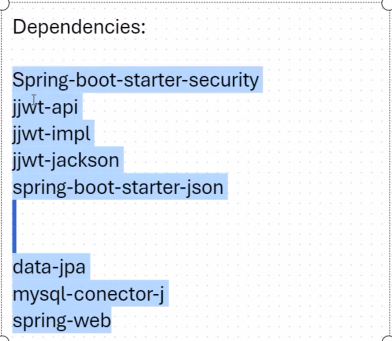 Dependencies:
Spring-boot-starter-security
jjwt-api
jjwt-impl
jjwt-jackson
spring-boot-starter-json
data-jpa
mysql-conector-j
spring-web